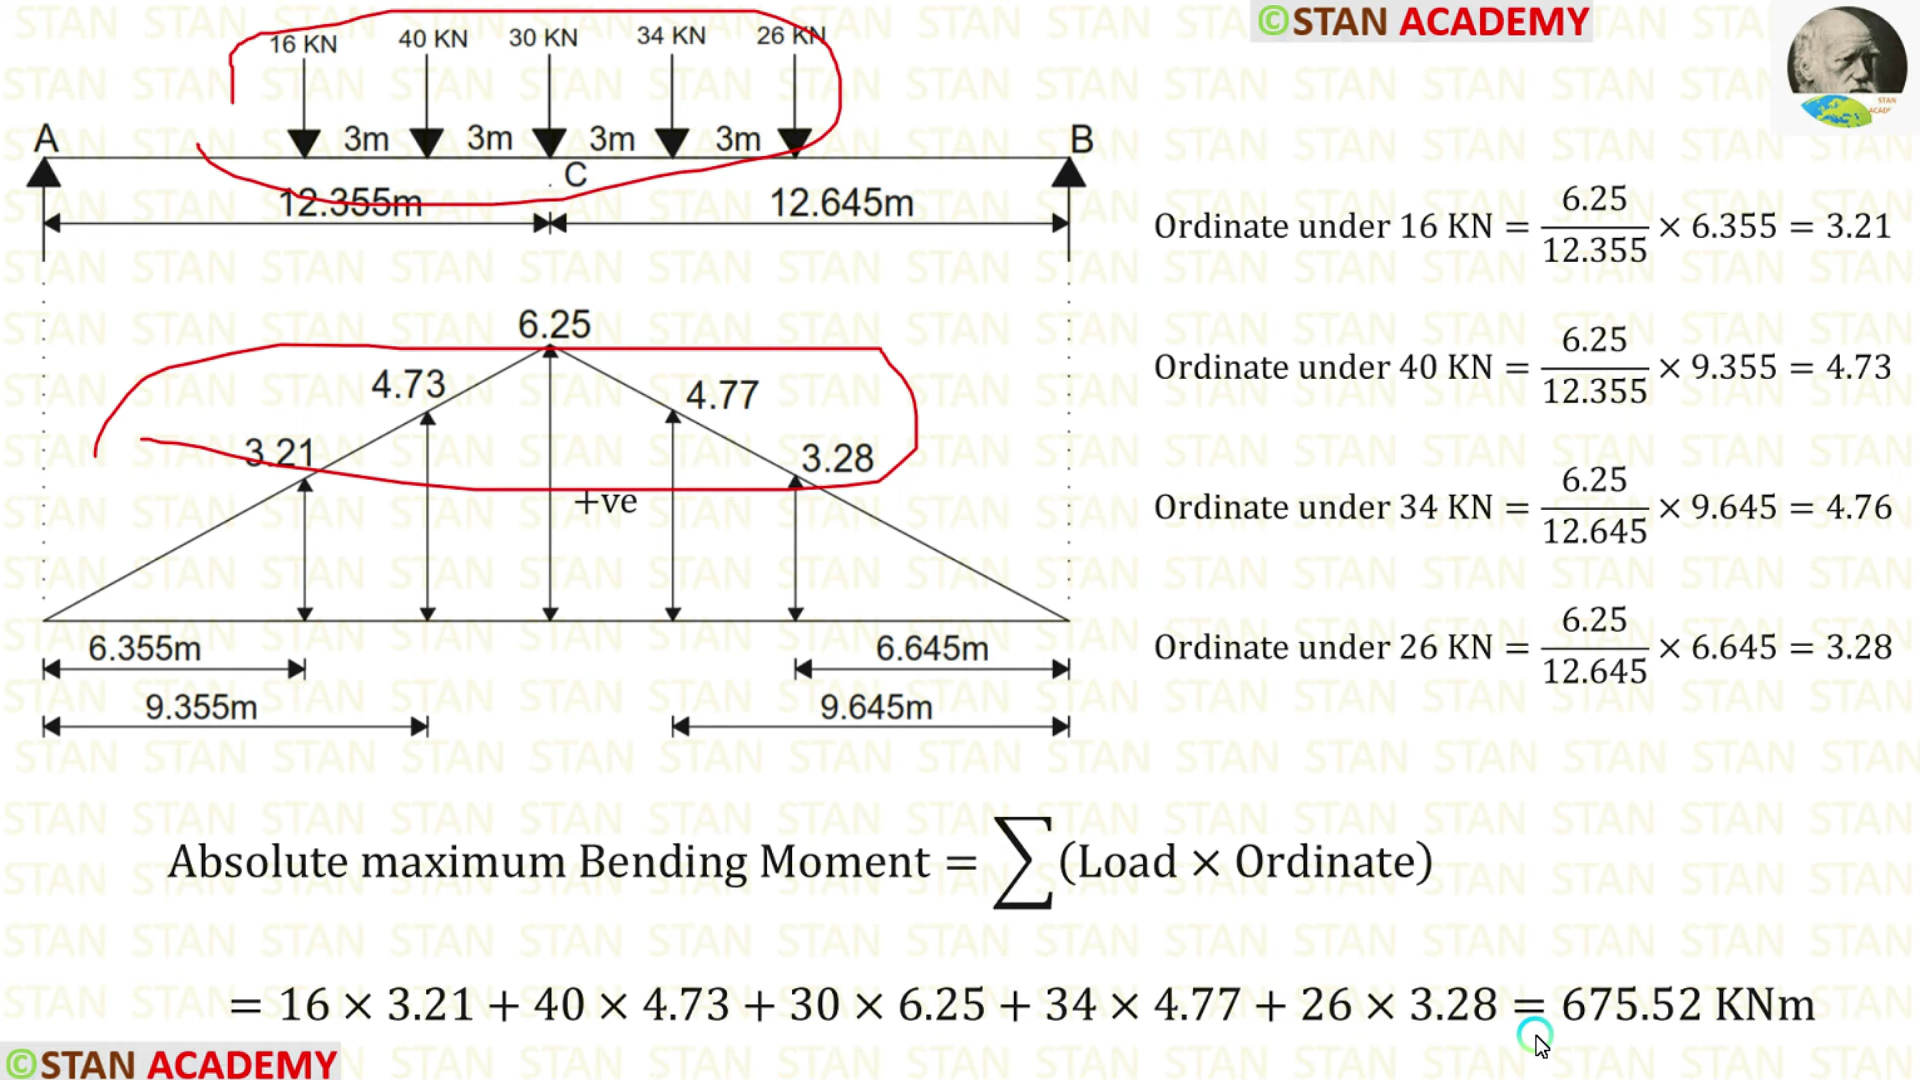 ©STAN ACADEMY
16 KN 40 KN 30 KN 34 KN 26 KN
STAN ACADEMY
A 3m 3m 3m 3m B
C
12.355m 12.645m
Ordinate under 16 KN = 6.25/12.355 × 6.355 = 3.21
6.25
Ordinate under 40 KN = 6.25/12.355 × 9.355 = 4.73
4.73 4.77
3.21 3.28
+ve
Ordinate under 34 KN = 6.25/12.645 × 9.645 = 4.76
6.355m 6.645m
Ordinate under 26 KN = 6.25/12.645 × 6.645 = 3.28
9.355m 9.645m
Absolute maximum Bending Moment = ∑(Load × Ordinate)
= 16 × 3.21 + 40 × 4.73 + 30 × 6.25 + 34 × 4.77 + 26 × 3.28 = 675.52 KNm
©STAN ACADEMY